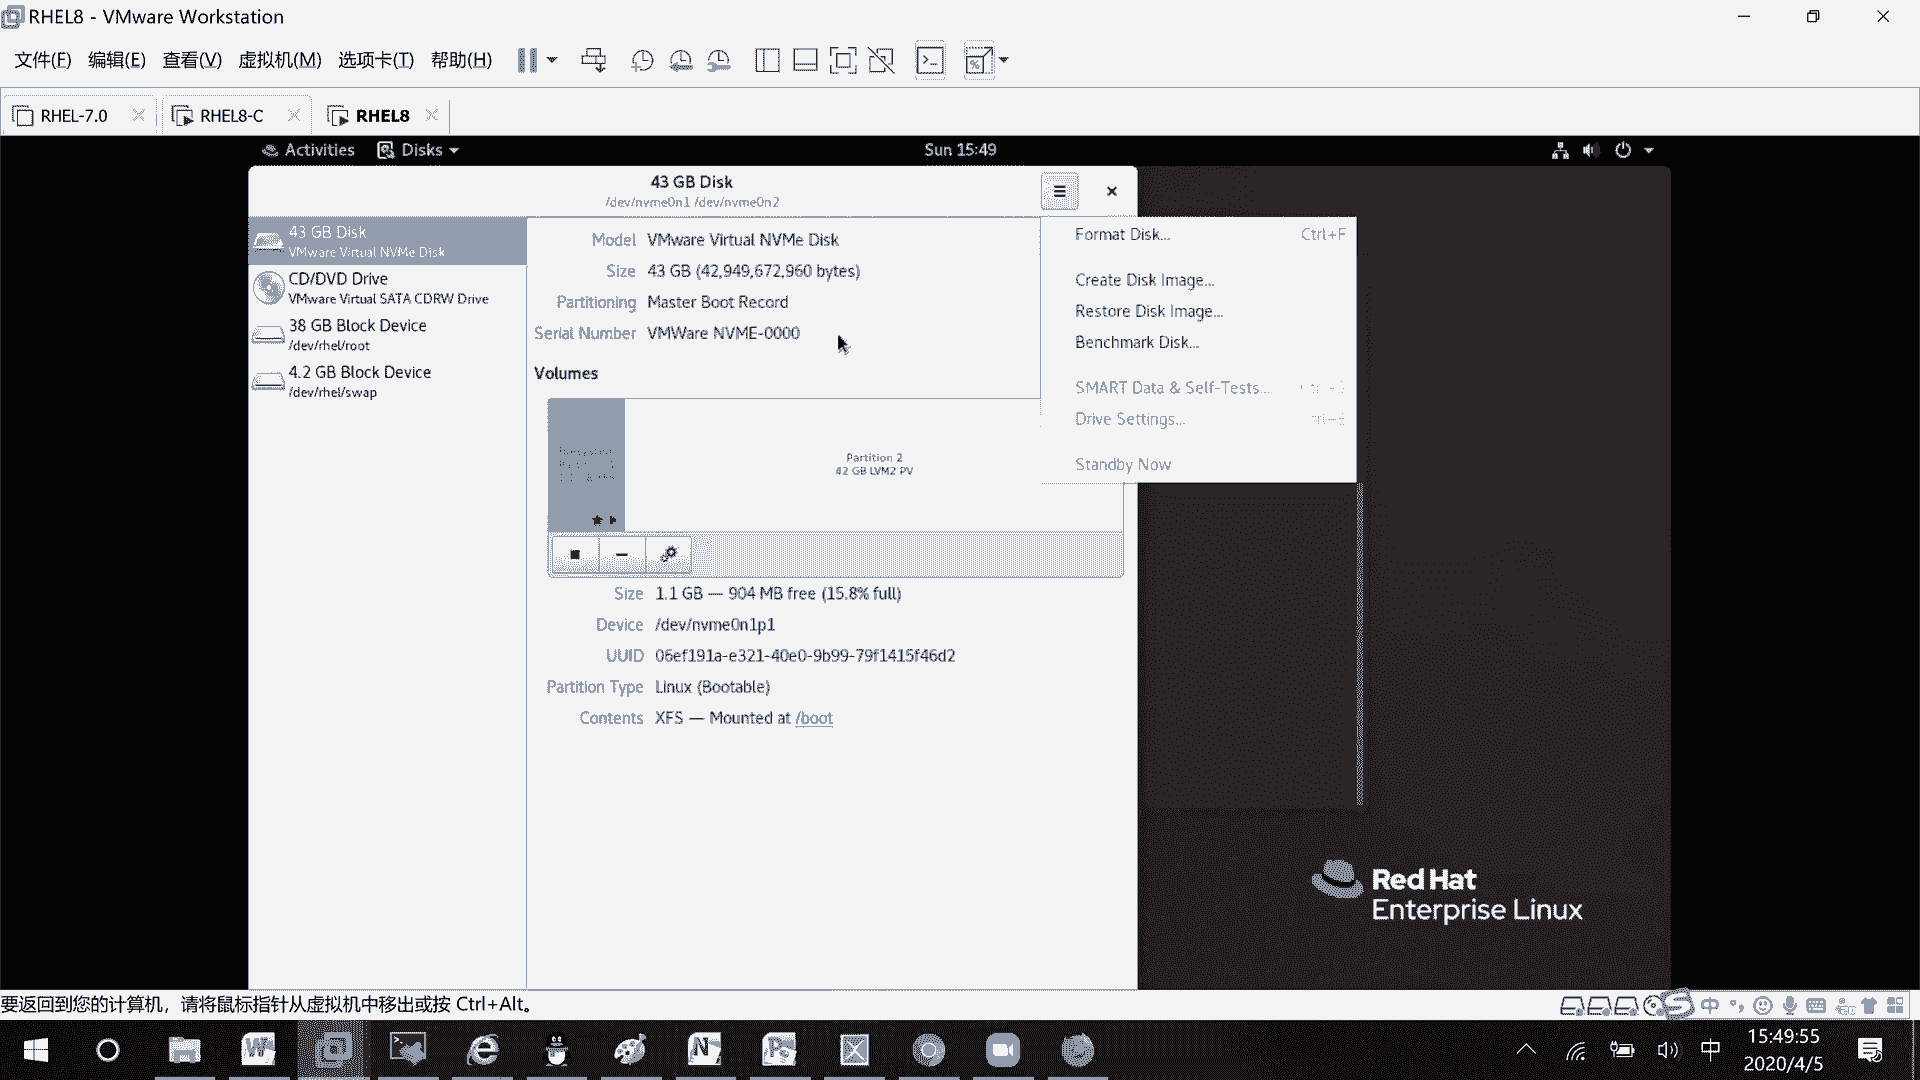 RHEL8 - VMware Workstation
文件(F) 编辑(E) 查看(V) 虚拟机(M) 选项卡(T) 帮助(H)
RHEL-7.0
RHEL8-C
RHEL8
Activities
Disks
Sun 15:49
43 GB Disk
/dev/nvme0n1 /dev/nvme0n2
43 GB Disk
VMware Virtual NVMe Disk
CD/DVD Drive
VMware Virtual SATA CDRW Drive
38 GB Block Device
/dev/rhel/root
4.2 GB Block Device
/dev/rhel/swap
Model VMware Virtual NVMe Disk
Size 43 GB (42,949,672,960 bytes)
Partitioning Master Boot Record
Serial Number VMWare NVME-0000
Volumes
Partition 2
42 GB LVM2 PV
Size 1.1 GB — 904 MB free (15.8% full)
Device /dev/nvme0n1p1
UUID 06ef191a-e321-40e0-9b99-79f1415f46d2
Partition Type Linux (Bootable)
Contents XFS — Mounted at /boot
Format Disk... Ctrl+F
Create Disk Image...
Restore Disk Image...
Benchmark Disk...
SMART Data & Self-Tests...
Drive Settings...
Standby Now
Red Hat
Enterprise Linux
要返回到您的计算机，请将鼠标指针从虚拟机中移出或按 Ctrl+Alt。
中
中
15:49:55
2020/4/5